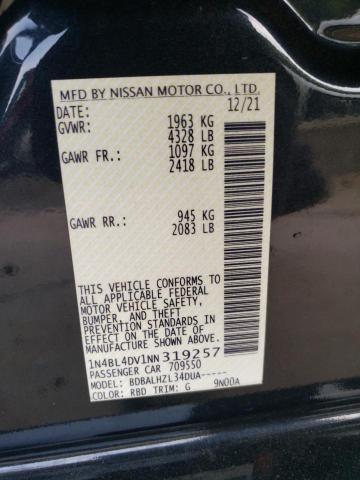 MFD BY NISSAN MOTOR CO., LTD.
DATE: 12/21
GVWR: 1963 KG
4328 LB
GAWR FR.: 1097 KG
2418 LB
GAWR RR.: 945 KG
2083 LB
THIS VEHICLE CONFORMS TO
ALL APPLICABLE FEDERAL
MOTOR VEHICLE SAFETY,
BUMPER, AND THEFT
PREVENTION STANDARDS IN
EFFECT ON THE DATE OF
MANUFACTURE SHOWN ABOVE.
1N4BL4DV1NN319257
PASSENGER CAR 709550
MODEL: BDBALHZL34DUA-----
COLOR: RBD TRIM: G 9N00A